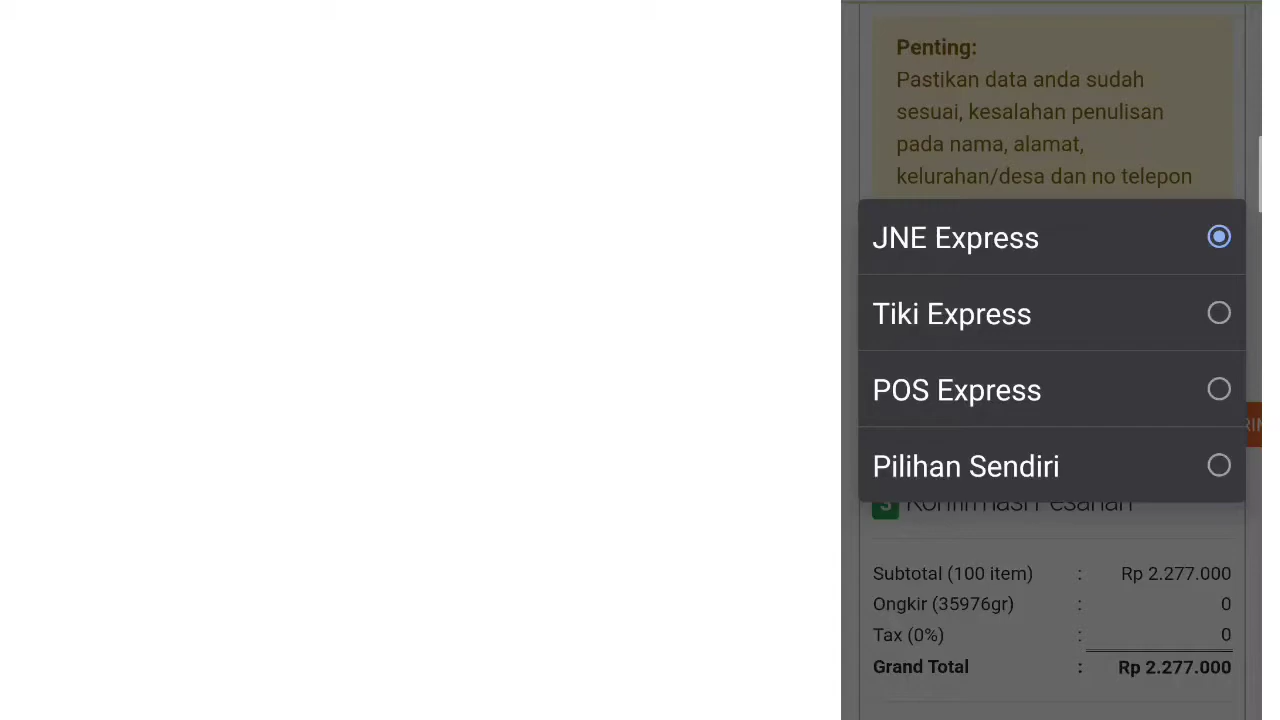 Penting:
Pastikan data anda sudah
sesuai, kesalahan penulisan
pada nama, alamat,
kelurahan/desa dan no telepon
JNE Express
Tiki Express
POS Express
Pilihan Sendiri
3 Konfirmasi Pesanan
Subtotal (100 item) : Rp 2.277.000
Ongkir (35976gr) : 0
Tax (0%) : 0
Grand Total : Rp 2.277.000